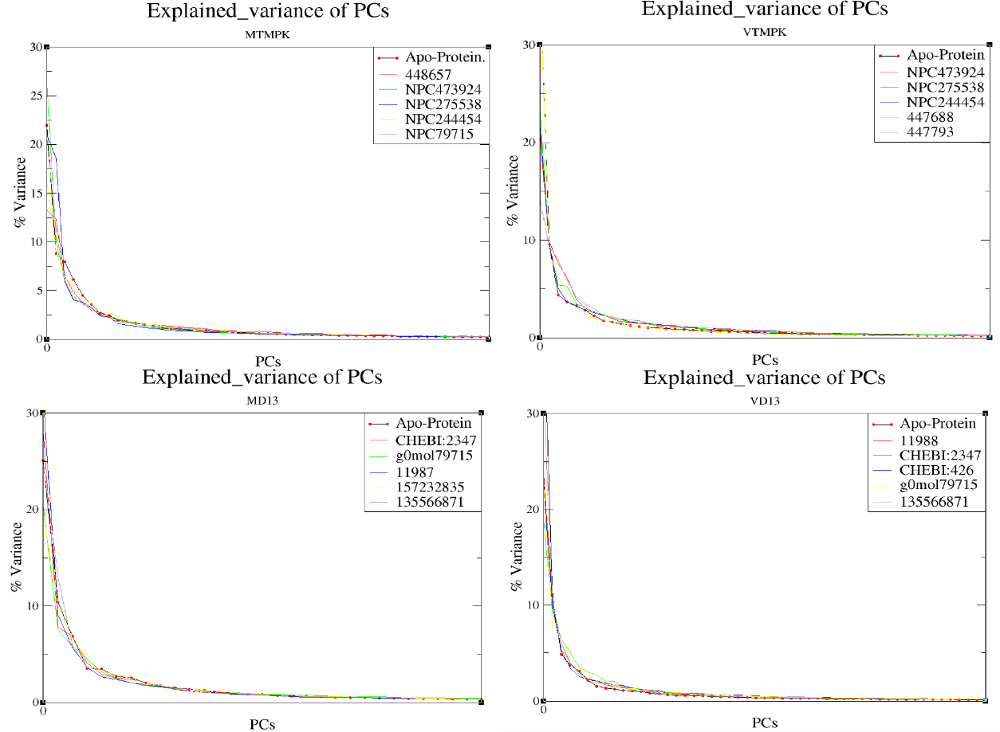 Explained_variance of PCs
MTMPK
30
25
20
15
10
5
0
% Variance
0
PCs
Apo-Protein.
448657
NPC473924
NPC275538
NPC244454
NPC79715
Explained_variance of PCs
VTMPK
30
20
10
0
% Variance
0
PCs
Apo-Protein
NPC473924
NPC275538
NPC244454
447688
447793
Explained_variance of PCs
MD13
30
20
10
0
% Variance
0
PCs
Apo-Protein
CHEBI:2347
g0mol79715
11987
157232835
135566871
Explained_variance of PCs
VD13
30
20
10
0
% Variance
0
PCs
Apo-Protein
11988
CHEBI:2347
CHEBI:426
g0mol79715
135566871